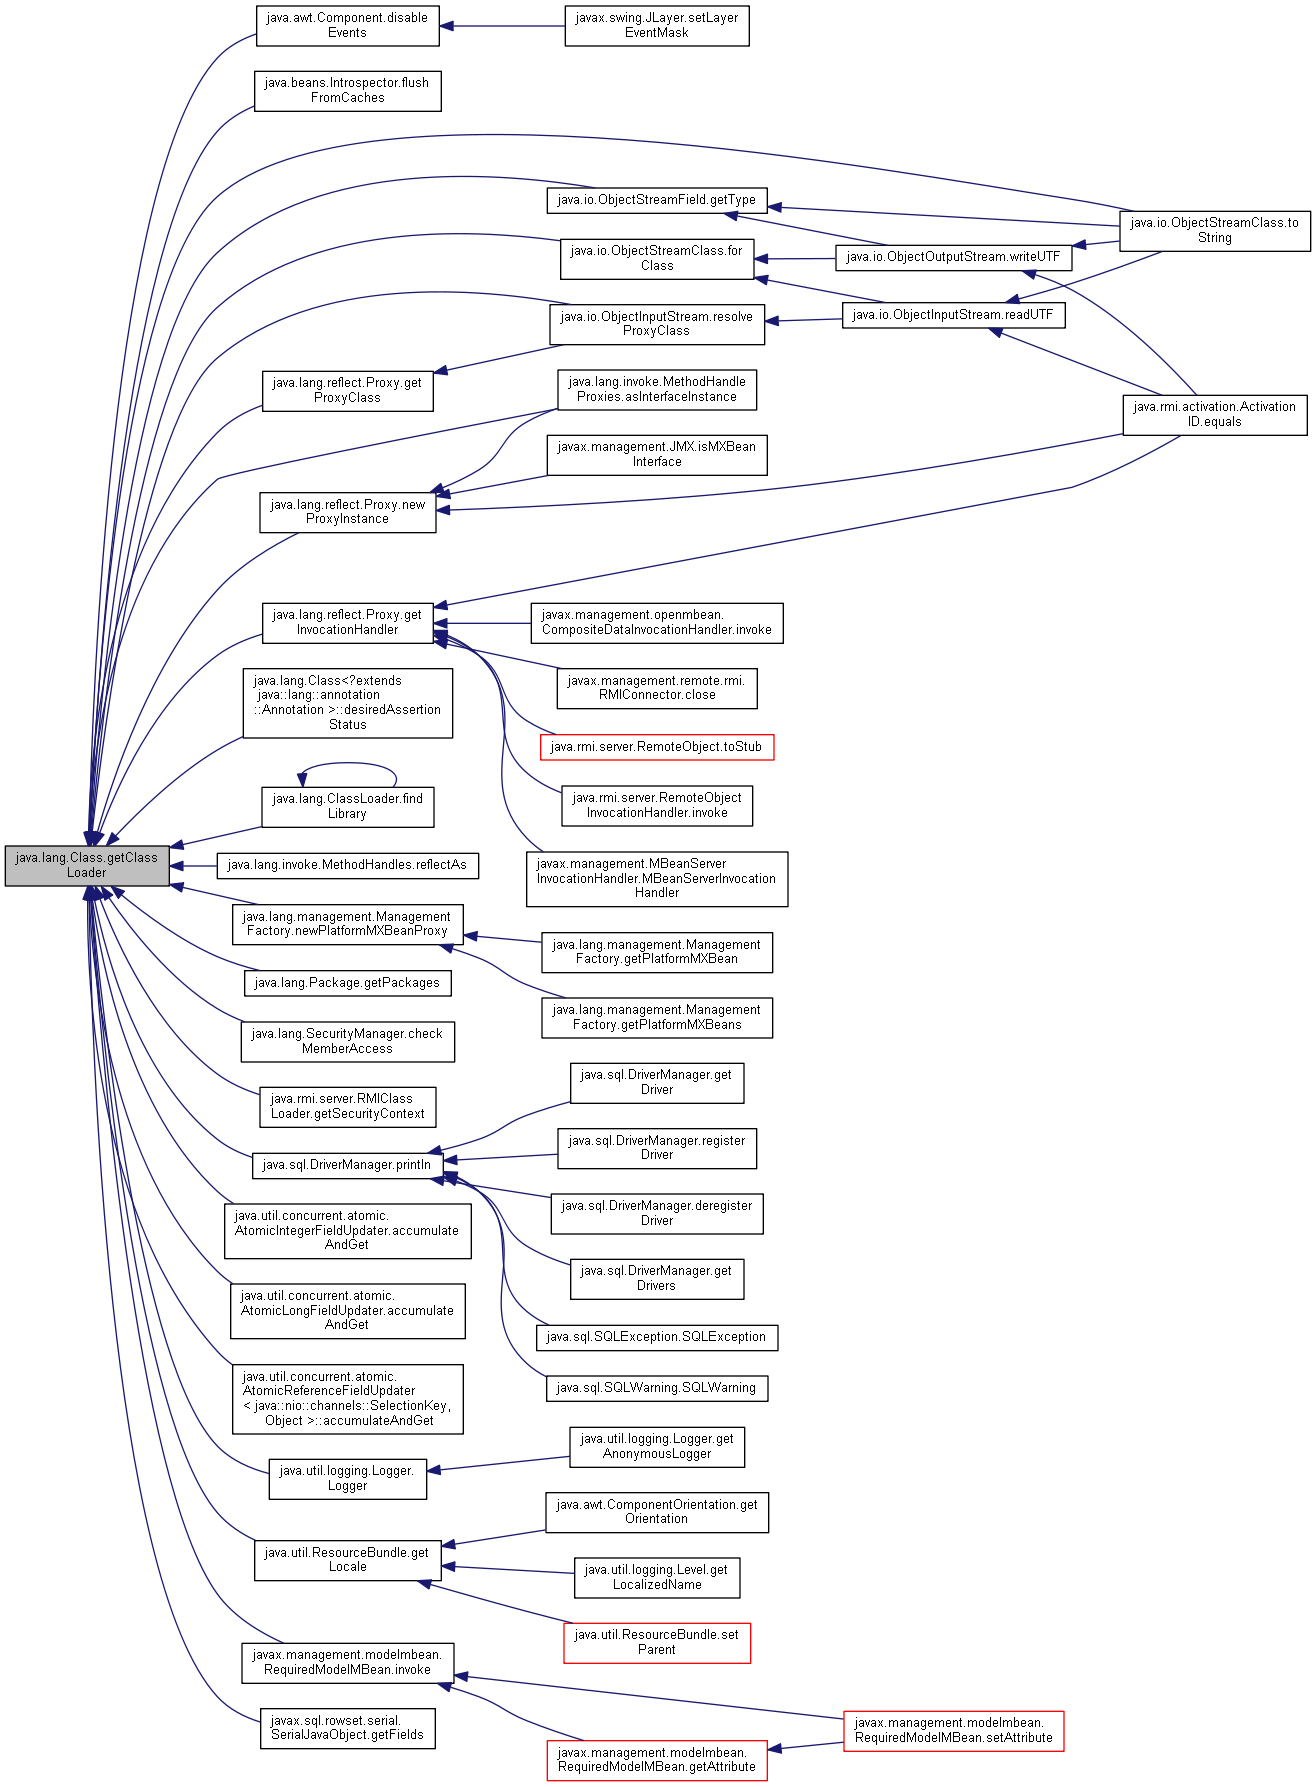 java.awt.Component.disable
Events
javax.swing.JLayer.setLayer
EventMask
java.beans.Introspector.flush
FromCaches
java.io.ObjectStreamField.getType
java.io.ObjectStreamClass.to
String
java.io.ObjectStreamClass.for
Class
java.io.ObjectOutputStream.writeUTF
java.io.ObjectInputStream.resolve
ProxyClass
java.io.ObjectInputStream.readUTF
java.lang.reflect.Proxy.get
ProxyClass
java.lang.invoke.MethodHandle
Proxies.asInterfaceInstance
java.rmi.activation.Activation
ID.equals
javax.management.JMX.isMXBean
Interface
java.lang.reflect.Proxy.new
ProxyInstance
java.lang.reflect.Proxy.get
InvocationHandler
javax.management.openmbean.
CompositeDataInvocationHandler.invoke
javax.management.remote.rmi.
RMIConnector.close
java.lang.Class<?extends
java::lang::annotation
::Annotation >::desiredAssertion
Status
java.rmi.server.RemoteObject.toStub
java.lang.ClassLoader.find
Library
java.rmi.server.RemoteObject
InvocationHandler.invoke
java.lang.Class.getClass
Loader
java.lang.invoke.MethodHandles.reflectAs
javax.management.MBeanServer
InvocationHandler.MBeanServerInvocation
Handler
java.lang.management.Management
Factory.newPlatformMXBeanProxy
java.lang.management.Management
Factory.getPlatformMXBean
java.lang.Package.getPackages
java.lang.management.Management
Factory.getPlatformMXBeans
java.lang.SecurityManager.check
MemberAccess
java.sql.DriverManager.get
Driver
java.rmi.server.RMIClass
Loader.getSecurityContext
java.sql.DriverManager.register
Driver
java.sql.DriverManager.println
java.sql.DriverManager.deregister
Driver
java.util.concurrent.atomic.
AtomicIntegerFieldUpdater.accumulate
AndGet
java.sql.DriverManager.get
Drivers
java.util.concurrent.atomic.
AtomicLongFieldUpdater.accumulate
AndGet
java.sql.SQLException.SQLException
java.util.concurrent.atomic.
AtomicReferenceFieldUpdater
< java::nio::channels::SelectionKey,
Object >::accumulateAndGet
java.sql.SQLWarning.SQLWarning
java.util.logging.Logger.get
AnonymousLogger
java.util.logging.Logger.
Logger
java.awt.ComponentOrientation.get
Orientation
java.util.ResourceBundle.get
Locale
java.util.logging.Level.get
LocalizedName
java.util.ResourceBundle.set
Parent
javax.management.modelmbean.
RequiredModelMBean.invoke
javax.sql.rowset.serial.
SerialJavaObject.getFields
javax.management.modelmbean.
RequiredModelMBean.setAttribute
javax.management.modelmbean.
RequiredModelMBean.getAttribute